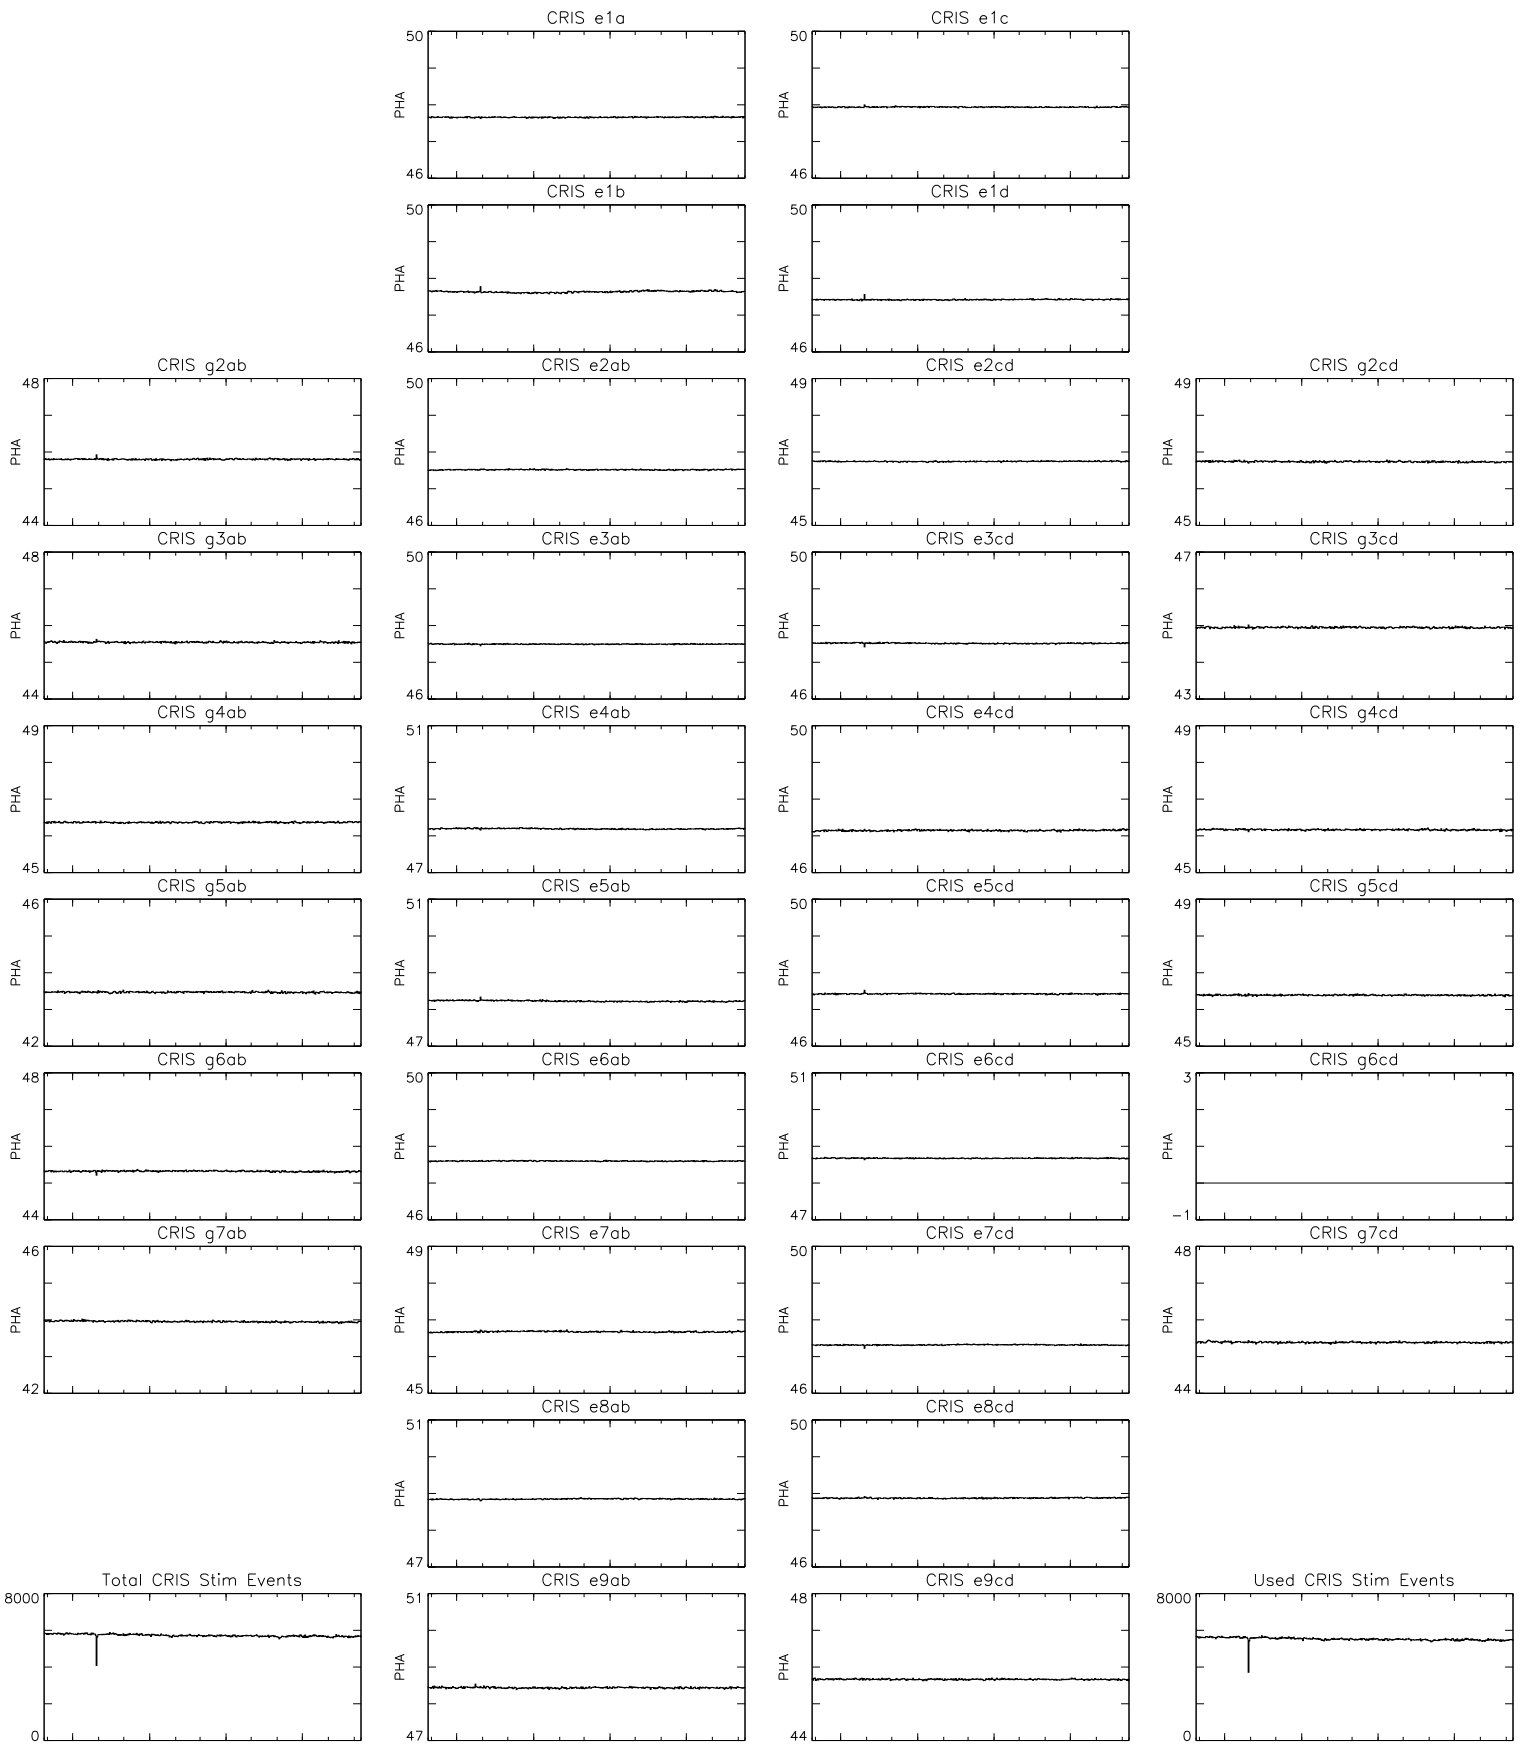 CRIS e1a
CRIS e1c
50
PHA
46
50
PHA
46
CRIS e1b
CRIS e1d
50
PHA
46
50
PHA
46
CRIS g2ab
CRIS e2ab
CRIS e2cd
CRIS g2cd
48
PHA
44
50
PHA
46
49
PHA
45
49
PHA
45
CRIS g3ab
CRIS e3ab
CRIS e3cd
CRIS g3cd
48
PHA
44
50
PHA
46
50
PHA
46
47
PHA
43
CRIS g4ab
CRIS e4ab
CRIS e4cd
CRIS g4cd
49
PHA
45
51
PHA
47
50
PHA
46
49
PHA
45
CRIS g5ab
CRIS e5ab
CRIS e5cd
CRIS g5cd
46
PHA
42
51
PHA
47
50
PHA
46
49
PHA
45
CRIS g6ab
CRIS e6ab
CRIS e6cd
CRIS g6cd
48
PHA
44
50
PHA
46
51
PHA
47
3
PHA
-1
CRIS g7ab
CRIS e7ab
CRIS e7cd
CRIS g7cd
46
PHA
42
49
PHA
45
50
PHA
46
48
PHA
44
CRIS e8ab
CRIS e8cd
51
PHA
47
50
PHA
46
Total CRIS Stim Events
CRIS e9ab
CRIS e9cd
Used CRIS Stim Events
8000
0
51
PHA
47
48
PHA
44
8000
0